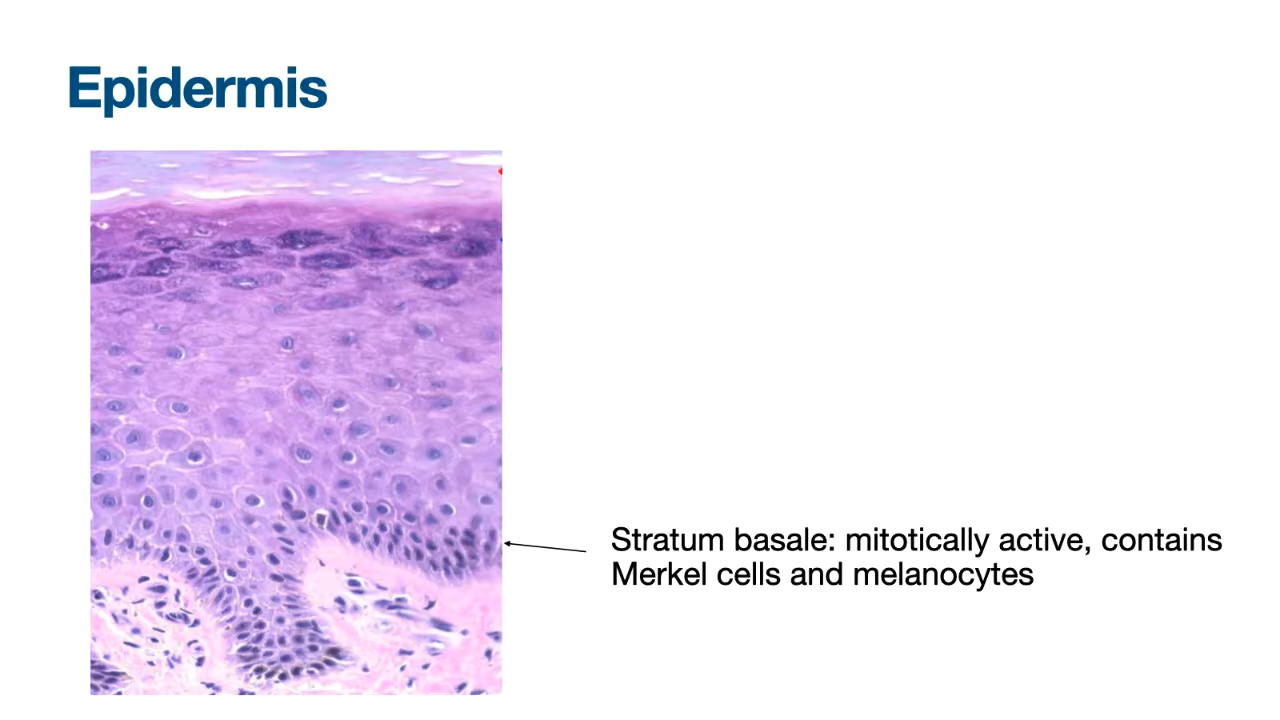 Epidermis
Stratum basale: mitotically active, contains
Merkel cells and melanocytes